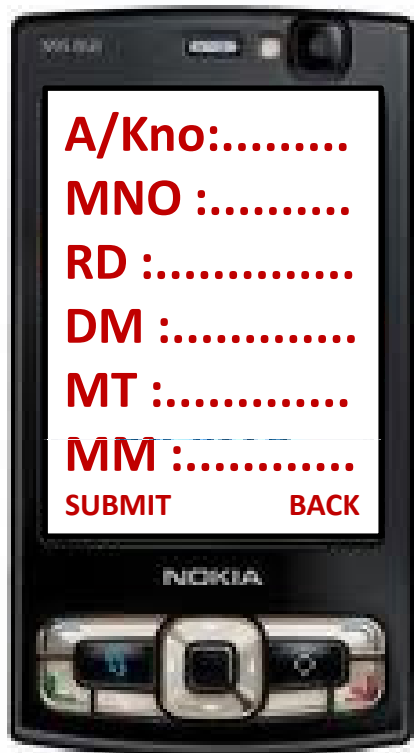 A/Kno:.........
MNO :..........
RD :..............
DM :.............
MT :.............
MM :............
SUBMIT BACK
NOKIA